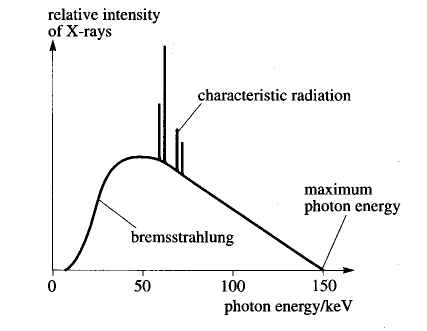 relative intensity
of X-rays
characteristic radiation
maximum
photon energy
bremsstrahlung
0 50 100 150
photon energy/keV